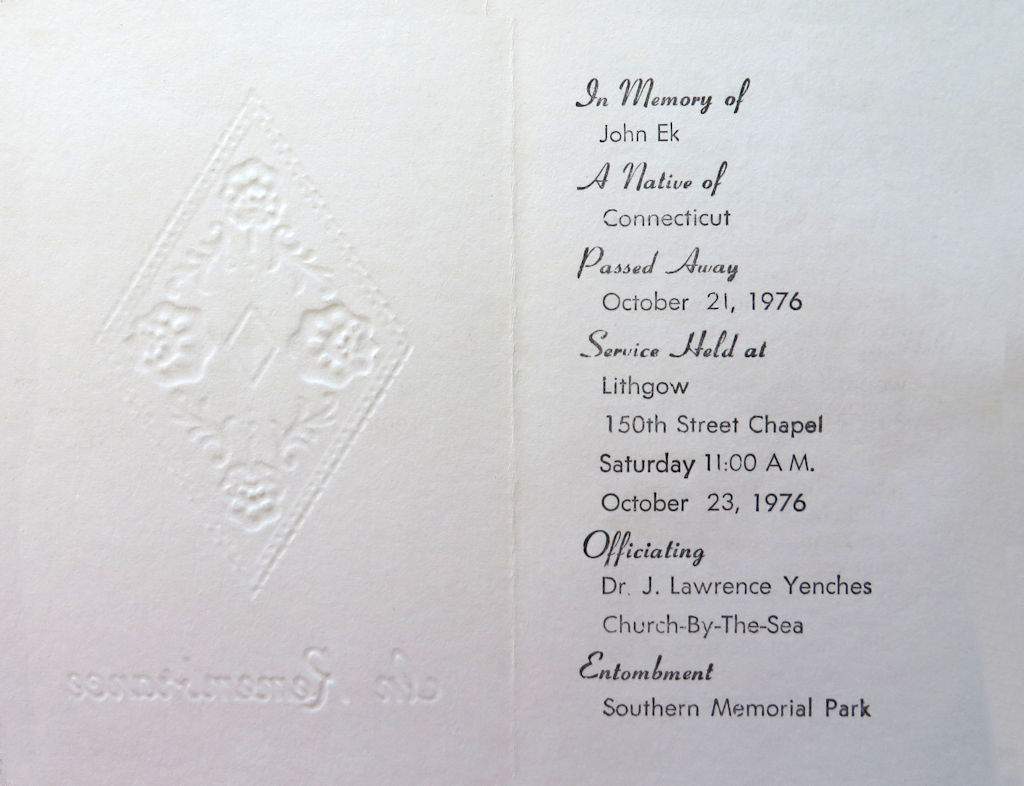 In Remembrance
In Memory of
John Ek
A Native of
Connecticut
Passed Away
October 21, 1976
Service Held at
Lithgow
150th Street Chapel
Saturday 11:00 A M.
October 23, 1976
Officiating
Dr. J. Lawrence Yenches
Church-By-The-Sea
Entombment
Southern Memorial Park